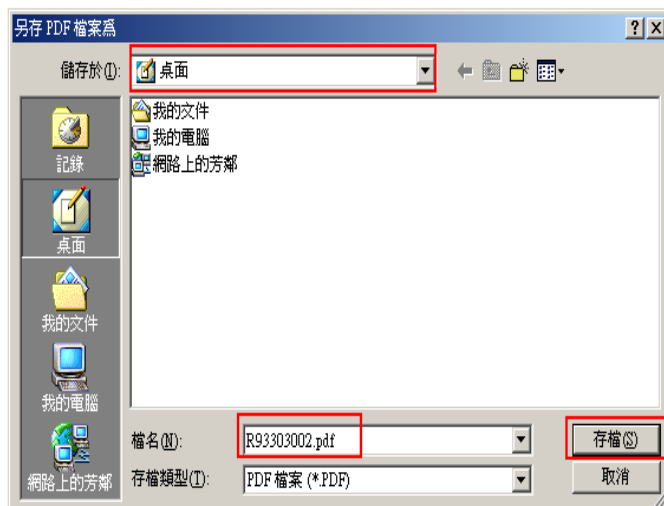 另存 PDF 檔案為
儲存於(I): 桌面
記錄
桌面
我的文件
我的電腦
網路上的芳鄰
我的文件
我的電腦
網路上的芳鄰
檔名(N): R93303002.pdf 存檔(S)
存檔類型(T): PDF 檔案 (*.PDF) 取消